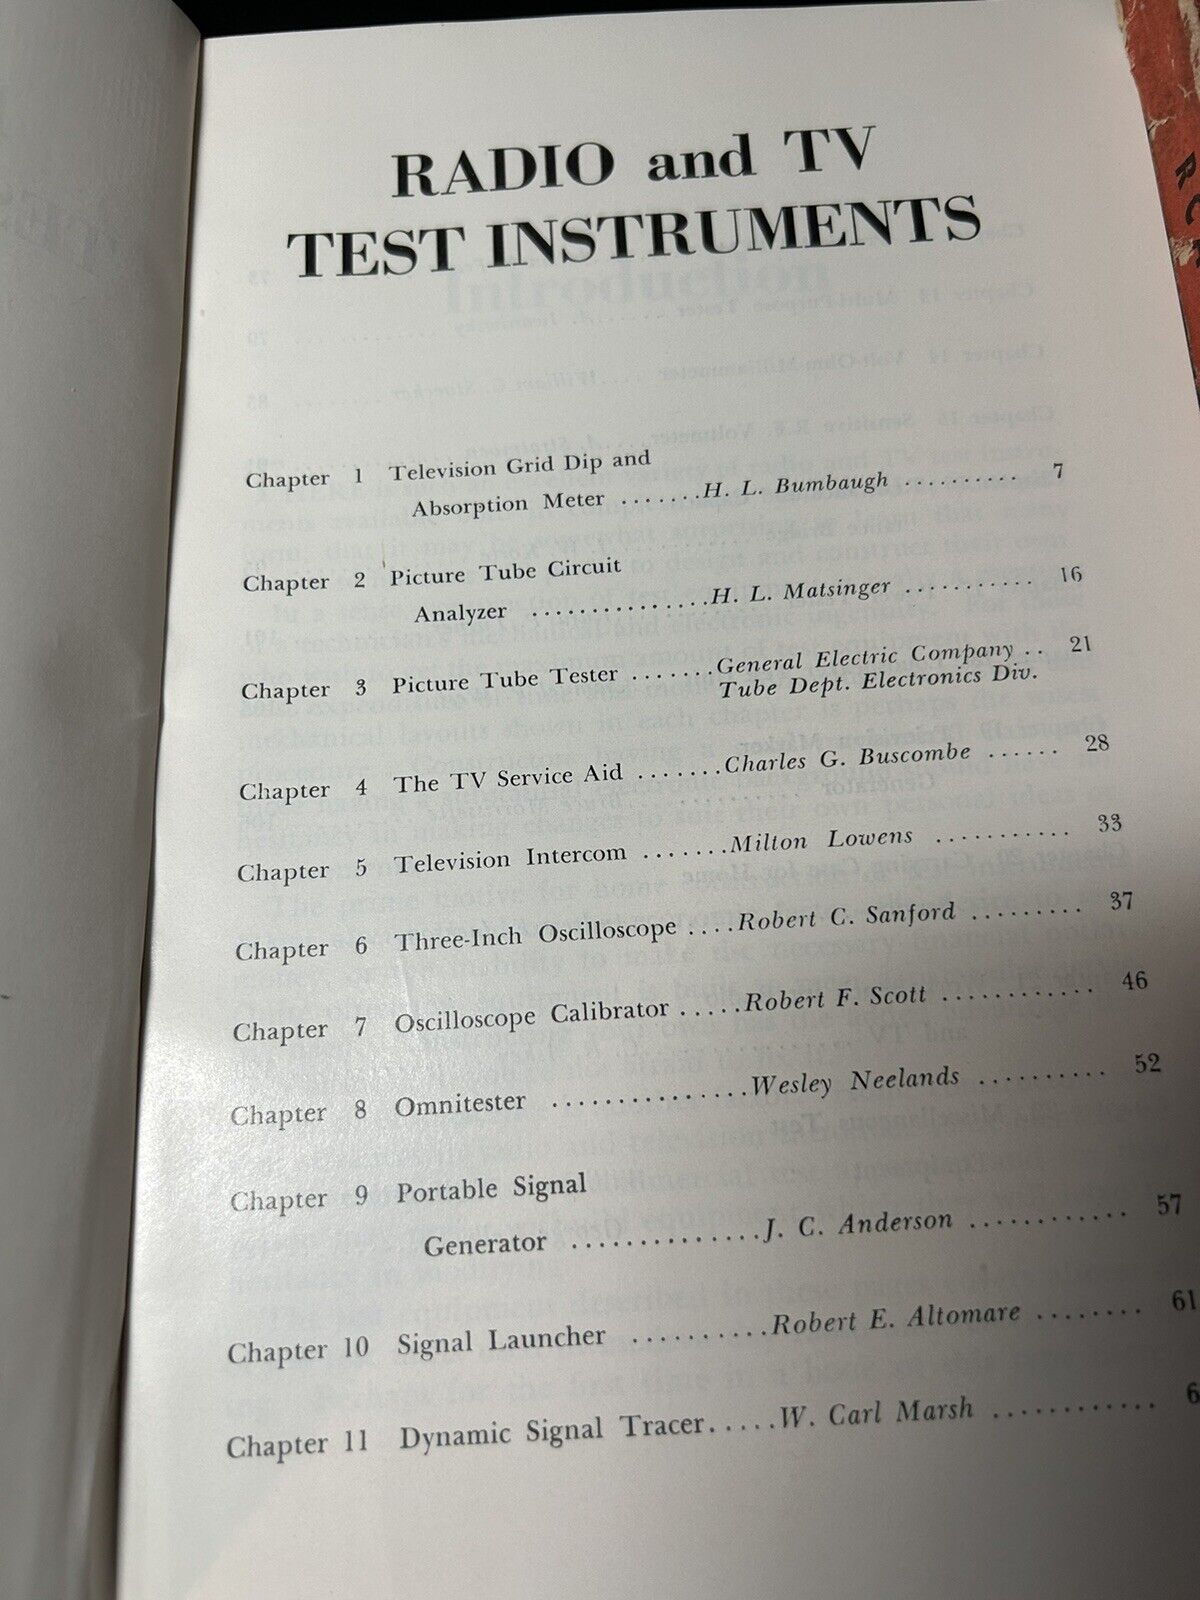 RADIO and TV
TEST INSTRUMENTS
Chapter 1 Television Grid Dip and
Absorption Meter .......H. L. Bumbaugh .......... 7
Chapter 2 Picture Tube Circuit
Analyzer ...............H. L. Matsinger ........... 16
Chapter 3 Picture Tube Tester .......General Electric Company .. 21
Tube Dept. Electronics Div.
Chapter 4 The TV Service Aid .......Charles G. Buscombe ...... 28
Chapter 5 Television Intercom .......Milton Lowens ........... 33
Chapter 6 Three-Inch Oscilloscope ....Robert C. Sanford ......... 37
Chapter 7 Oscilloscope Calibrator .....Robert F. Scott ............ 46
Chapter 8 Omnitester ...............Wesley Neelands .......... 52
Chapter 9 Portable Signal
Generator ..............J. C. Anderson ............ 57
Chapter 10 Signal Launcher ..........Robert E. Altomare ........ 61
Chapter 11 Dynamic Signal Tracer.....W. Carl Marsh ............ 6